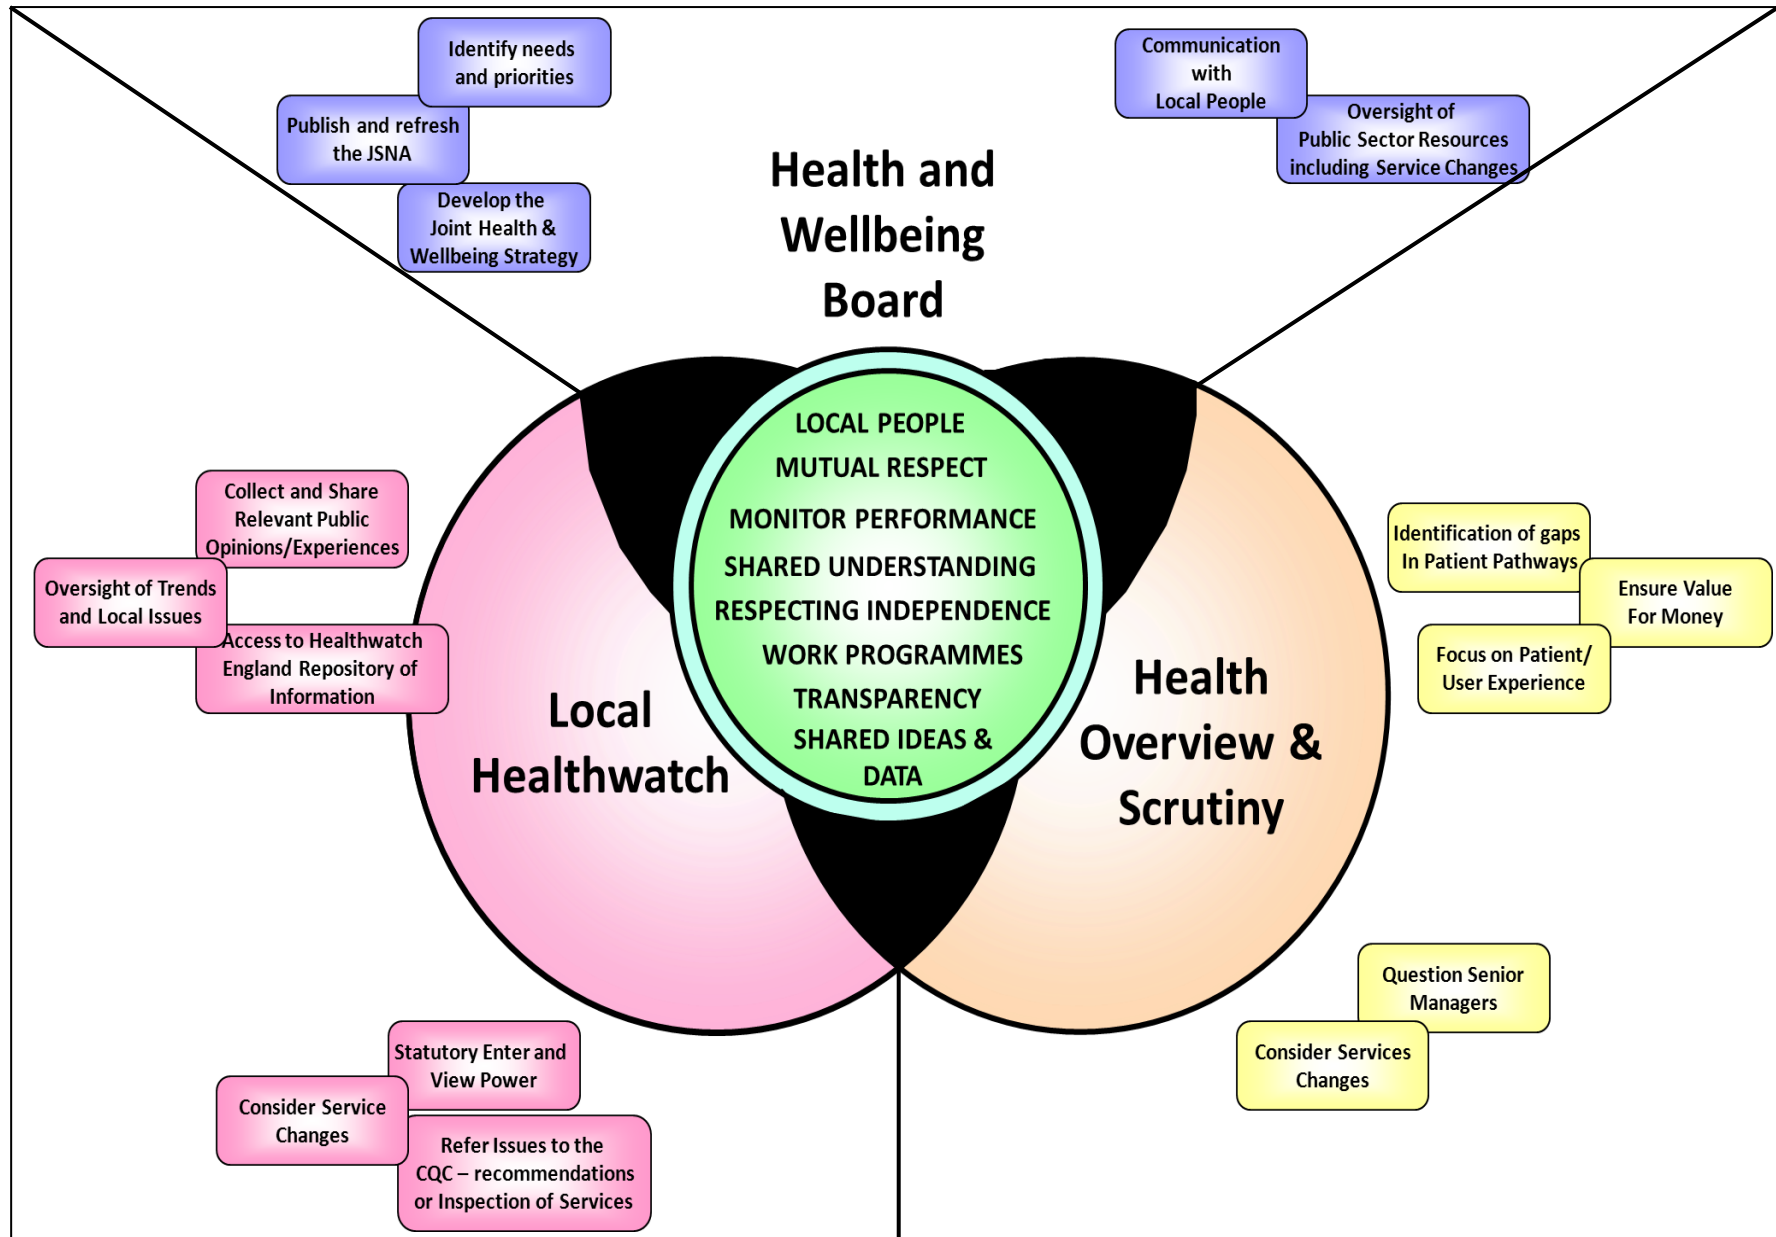 Identify needs
and priorities
Publish and refresh
the JSNA
Develop the
Joint Health &
Wellbeing Strategy
Communication
with
Local People
Oversight of
Public Sector Resources
including Service Changes
Health and
Wellbeing
Board
LOCAL PEOPLE
MUTUAL RESPECT
MONITOR PERFORMANCE
SHARED UNDERSTANDING
RESPECTING INDEPENDENCE
WORK PROGRAMMES
TRANSPARENCY
SHARED IDEAS &
DATA
Collect and Share
Relevant Public
Opinions/Experiences
Oversight of Trends
and Local Issues
Access to Healthwatch
England Repository of
Information
Local
Healthwatch
Health
Overview &
Scrutiny
Identification of gaps
In Patient Pathways
Ensure Value
For Money
Focus on Patient/
User Experience
Statutory Enter and
View Power
Consider Service
Changes
Refer Issues to the
CQC – recommendations
or Inspection of Services
Question Senior
Managers
Consider Services
Changes